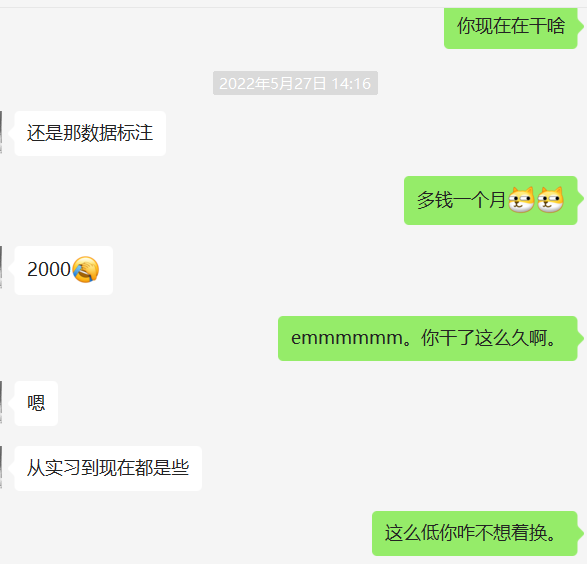 你现在在干啥
2022年5月27日 14:16
还是那数据标注
多钱一个月
2000
emmmmmm。你干了这么久啊。
嗯
从实习到现在都是些
这么低你咋不想着换。